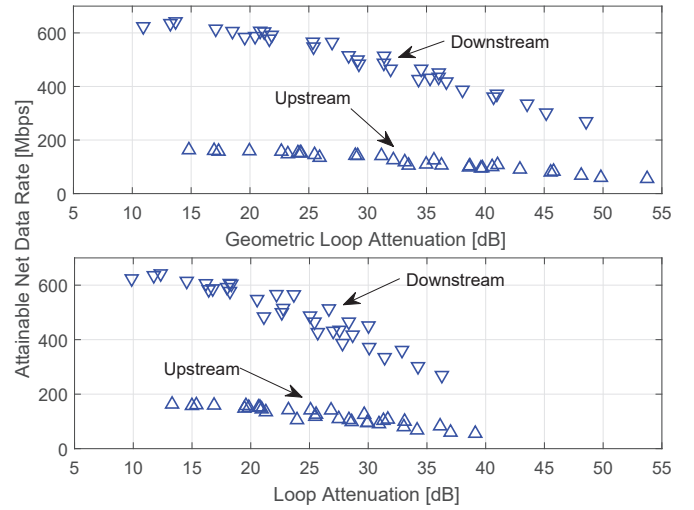 600
400
200
0
Downstream
Upstream
5 10 15 20 25 30 35 40 45 50 55
Geometric Loop Attenuation [dB]
Attainable Net Data Rate [Mbps]
600
400
200
0
Downstream
Upstream
5 10 15 20 25 30 35 40 45 50 55
Loop Attenuation [dB]